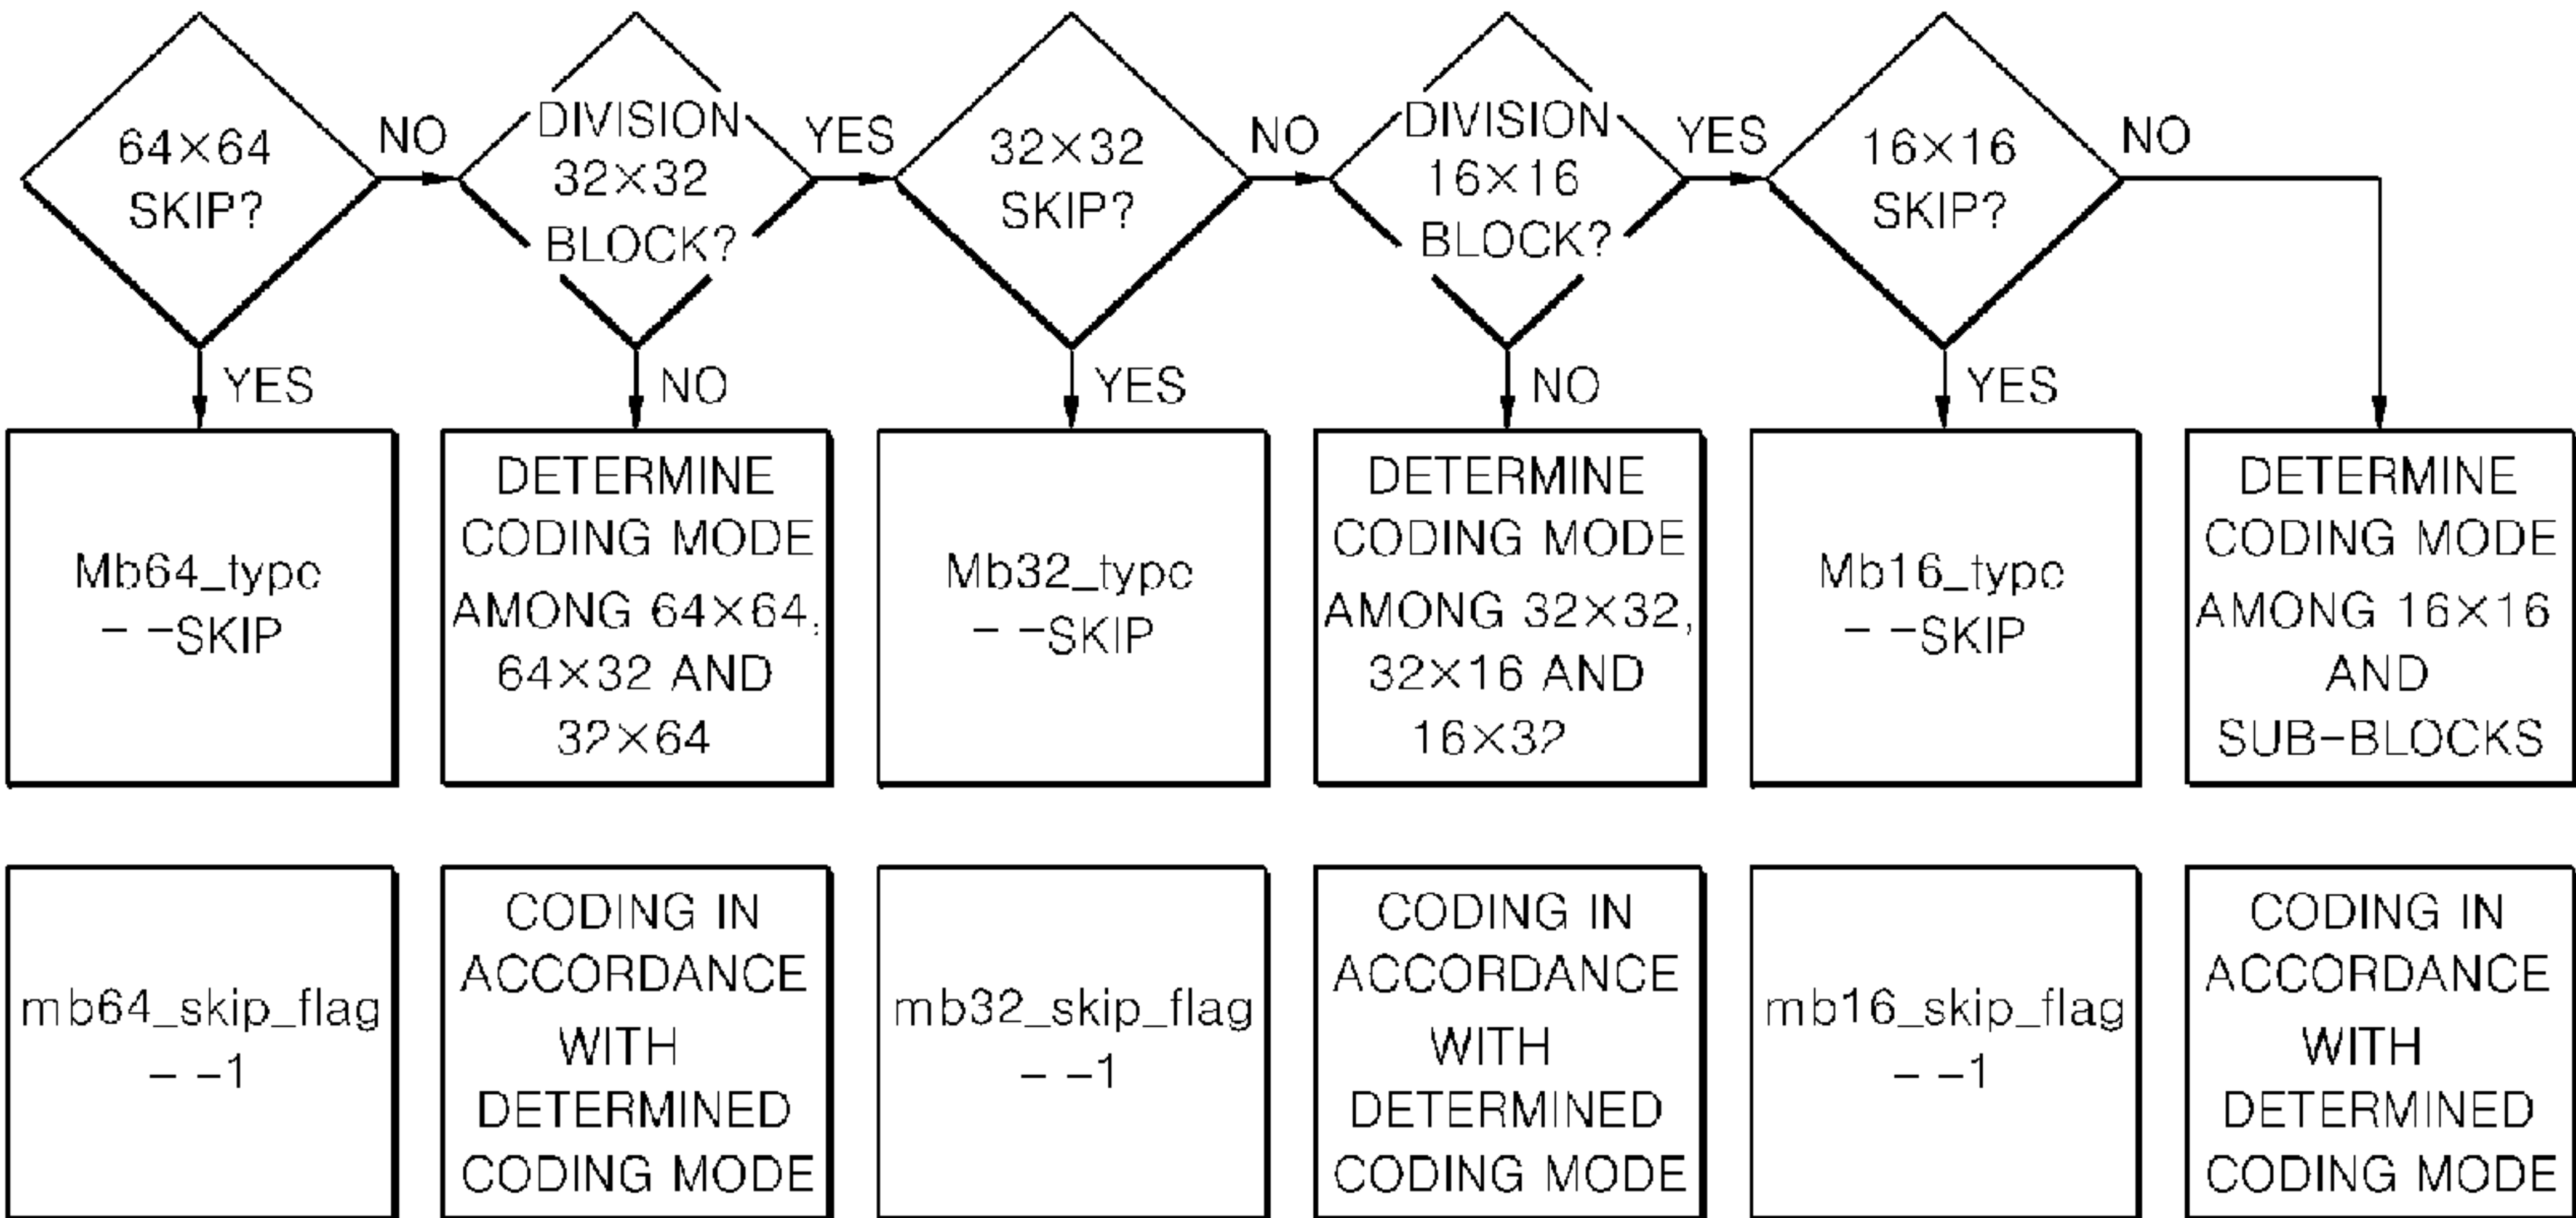 64×64
SKIP?
NO
DIVISION
32×32
BLOCK?
YES
32×32
SKIP?
NO
DIVISION
16×16
BLOCK?
YES
16×16
SKIP?
NO
YES
NO
YES
NO
YES
Mb64_type
- -SKIP
DETERMINE
CODING MODE
AMONG 64×64,
64×32 AND
32×64
Mb32_type
- -SKIP
DETERMINE
CODING MODE
AMONG 32×32,
32×16 AND
16×32
Mb16_type
- -SKIP
DETERMINE
CODING MODE
AMONG 16×16
AND
SUB-BLOCKS
mb64_skip_flag
- -1
CODING IN
ACCORDANCE
WITH
DETERMINED
CODING MODE
mb32_skip_flag
- -1
CODING IN
ACCORDANCE
WITH
DETERMINED
CODING MODE
mb16_skip_flag
- -1
CODING IN
ACCORDANCE
WITH
DETERMINED
CODING MODE